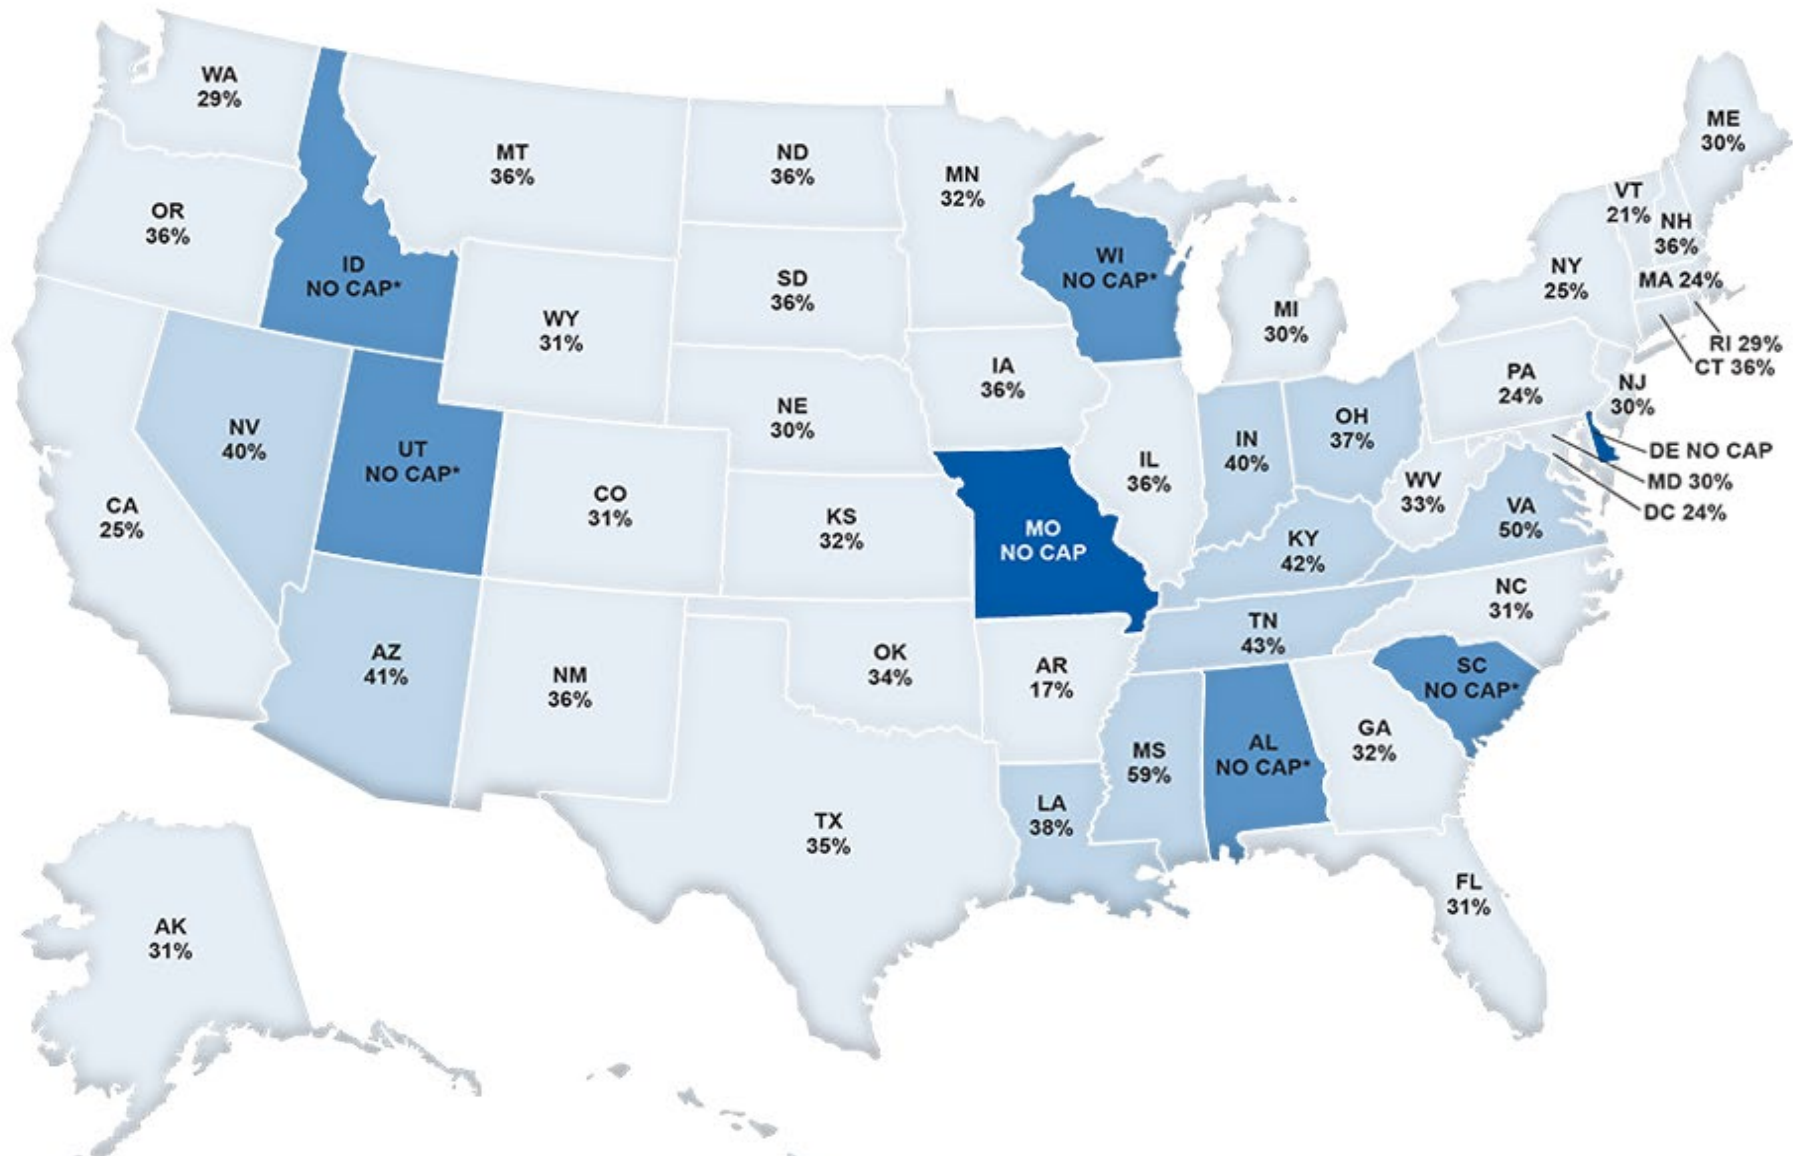 WA
29%
OR
36%
CA
25%
ID
NO CAP*
NV
40%
UT
NO CAP*
AZ
41%
MT
36%
WY
31%
CO
31%
NM
36%
ND
36%
SD
36%
NE
30%
KS
32%
OK
34%
TX
35%
MN
32%
IA
36%
MO
NO CAP
AR
17%
LA
38%
WI
NO CAP*
IL
36%
MI
30%
IN
40%
OH
37%
KY
42%
TN
43%
MS
59%
AL
NO CAP*
GA
32%
FL
31%
SC
NO CAP*
NC
31%
VA
50%
WV
33%
PA
24%
NY
25%
VT
21%
NH
36%
ME
30%
MA 24%
RI 29%
CT 36%
NJ
30%
DE NO CAP
MD 30%
DC 24%
AK
31%